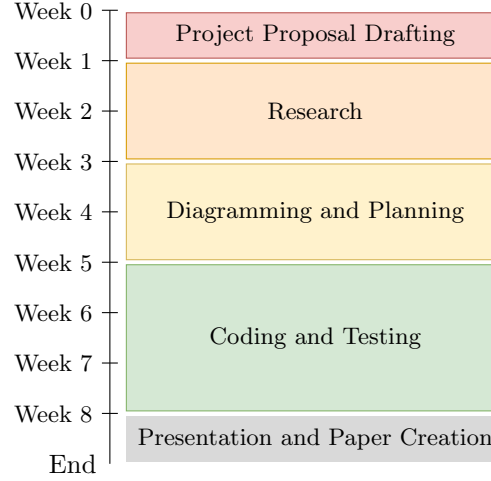 Week 0
Project Proposal Drafting
Week 1
Week 2
Research
Week 3
Week 4
Diagramming and Planning
Week 5
Week 6
Coding and Testing
Week 7
Week 8
Presentation and Paper Creation
End